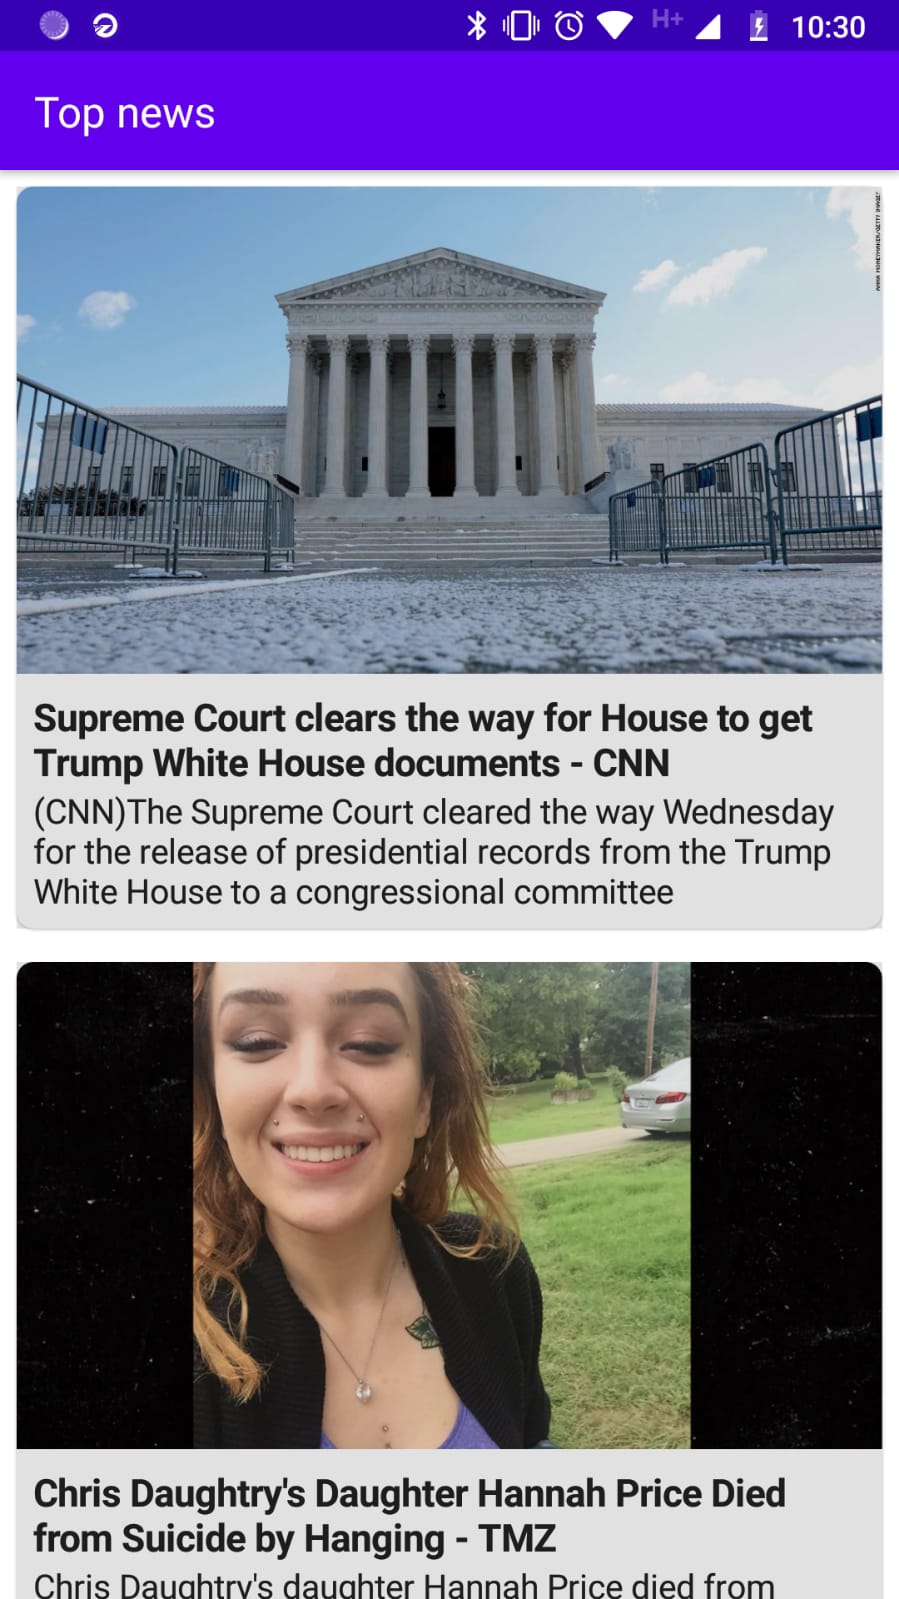 H+
10:30
Top news
Supreme Court clears the way for House to get
Trump White House documents - CNN
(CNN)The Supreme Court cleared the way Wednesday
for the release of presidential records from the Trump
White House to a congressional committee
Chris Daughtry's Daughter Hannah Price Died
from Suicide by Hanging - TMZ
Chris Daughtry's daughter Hannah Price died from